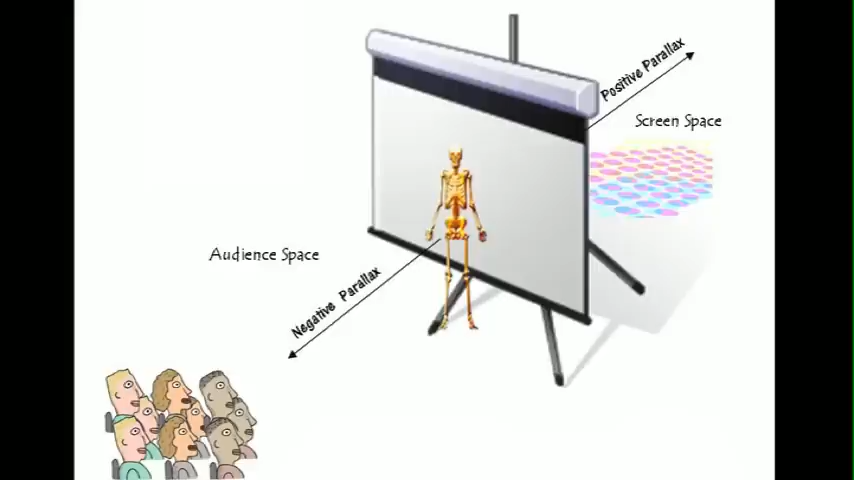 Positive Parallax
Screen Space
Audience Space
Negative Parallax